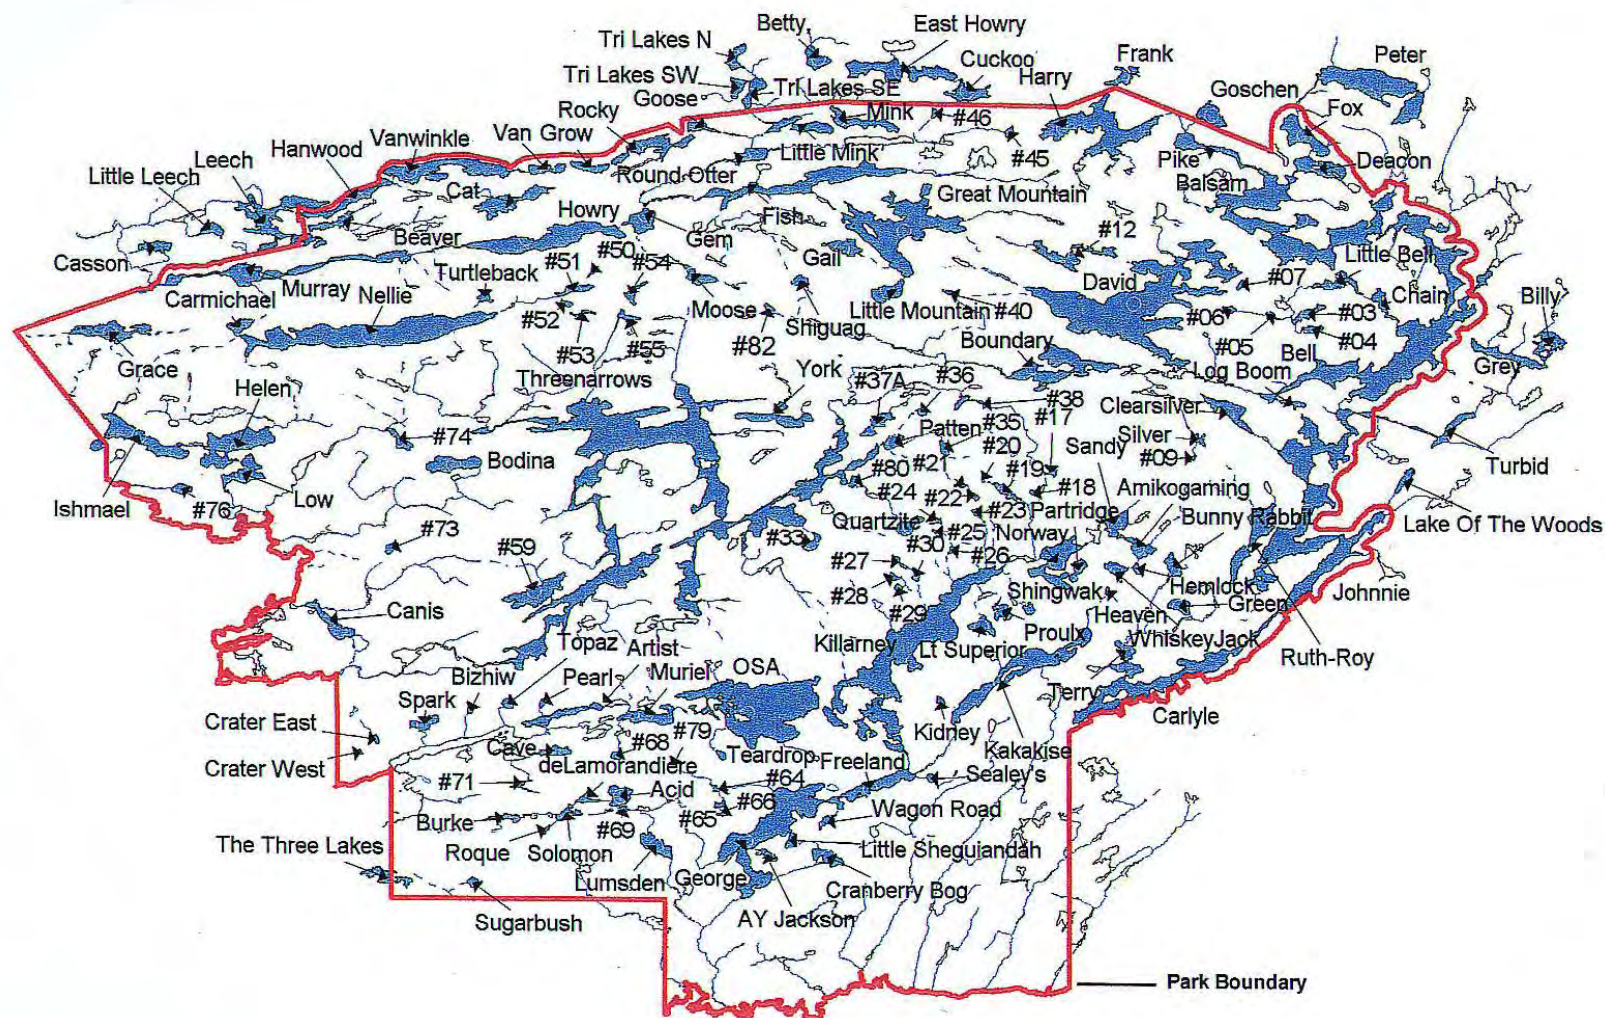 Betty
East Howry
Tri Lakes N
Frank
Peter
Cuckoo
Tri Lakes SW
Harry
Tri Lakes SE
Goschen
Goose
Fox
Rocky
Mink
#46
Van Grow
Vanwinkle
Hanwood
Little Mink
#45
Leech
Pike
Deacon
Little Leech
Round Otter
Balsam
Cat
Great Mountain
Howry
Fish
Beaver
Gem
#12
Casson
#50
Gail
Little Bell
#51
#54
Turtleback
David
#07
Carmichael
Murray
Nellie
Chain
Billy
Moose
Little Mountain
#40
#06
#03
#52
Shiguag
Boundary
#05
#04
#53
#55
#82
Bell
Grace
York
Log Boom
Grey
Threenarrows
#37A
#36
Helen
#38
Clearsilver
#17
Patten
#35
#74
Silver
#20
Sandy
#09
Bodina
#80
#21
#19
Turbid
Low
#24
#22
#18
Amikogaming
Ishmael
#76
#23
Partridge
Bunny Rabbit
Quartzite
Lake Of The Woods
#73
#33
#25
Norway
#59
#30
#26
#27
Hemlock
Shingwak
Johnnie
#28
Heaven
Green
Canis
#29
Proulx
Topaz
Artist
Killarney
Lt Superior
WhiskeyJack
Ruth-Roy
Bizhiw
Pearl
Muriel
OSA
Spark
Terry
Crater East
Carlyle
#79
Kidney
Cave
#68
Kakakise
Crater West
deLamorandiere
Teardrop
Freeland
#71
#64
Sealey's
Acid
#66
Burke
#69
#65
Wagon Road
The Three Lakes
Roque
Solomon
Little Sheguiandah
Lumsden
George
Cranberry Bog
Sugarbush
AY Jackson
Park Boundary